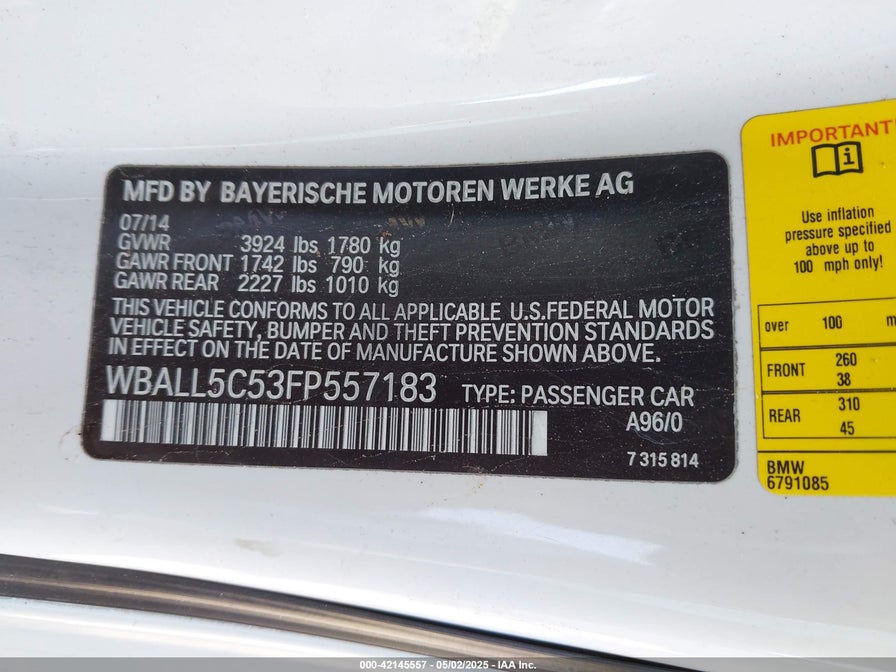 MFD BY BAYERISCHE MOTOREN WERKE AG
07/14
GVWR 3924 lbs 1780 kg
GAWR FRONT 1742 lbs 790 kg
GAWR REAR 2227 lbs 1010 kg
THIS VEHICLE CONFORMS TO ALL APPLICABLE U.S.FEDERAL MOTOR
VEHICLE SAFETY, BUMPER AND THEFT PREVENTION STANDARDS
IN EFFECT ON THE DATE OF MANUFACTURE SHOWN ABOVE.
WBALL5C53FP557183 TYPE: PASSENGER CAR
A96/0
7 315 814
IMPORTANT!
i
Use inflation
pressure specified
above up to
100 mph only!
over 100 m
FRONT 260
38
REAR 310
45
BMW
6791085
000-42145557 - 05/02/2025 - IAA Inc.